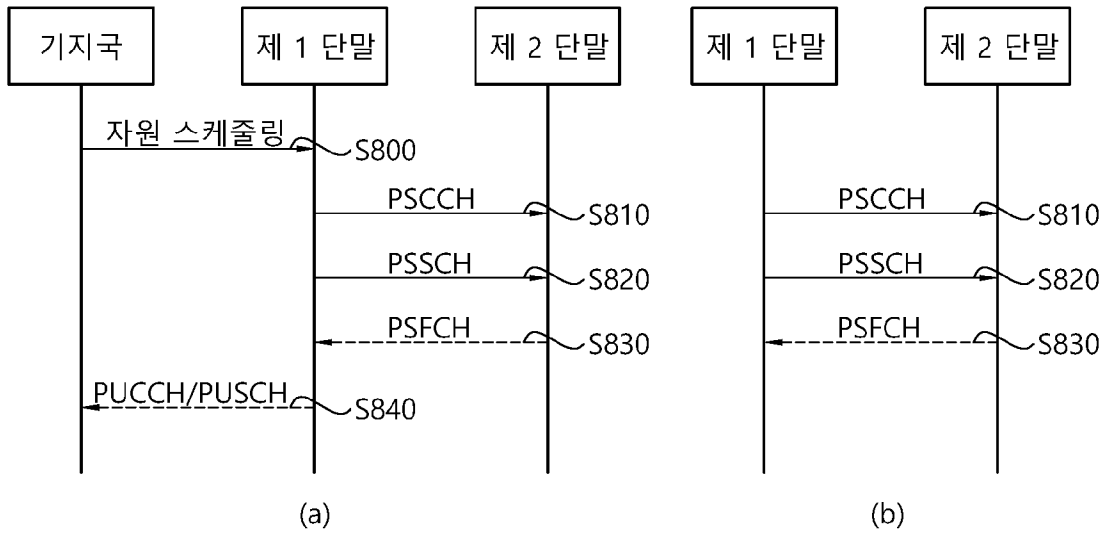 기지국 제 1 단말 제 2 단말 제 1 단말 제 2 단말
자원 스케줄링 S800
PSCCH S810 PSCCH S810
PSSCH S820 PSSCH S820
PSFCH S830 PSFCH S830
PUCCH/PUSCH S840
(a) (b)